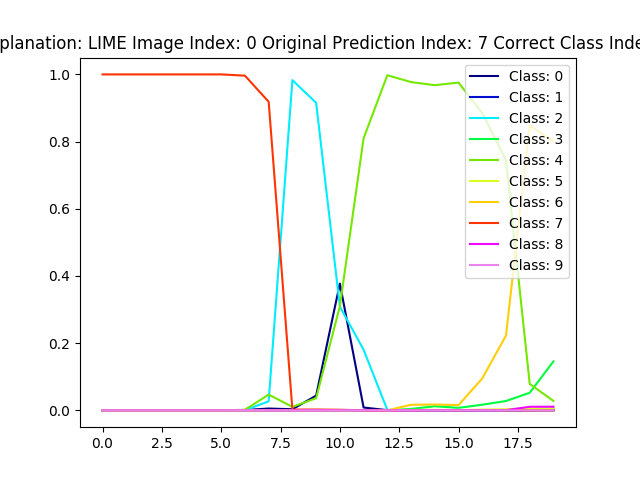 planation: LIME Image Index: 0 Original Prediction Index: 7 Correct Class Inde
1.0
0.8
0.6
0.4
0.2
0.0
0.0 2.5 5.0 7.5 10.0 12.5 15.0 17.5
Class: 0
Class: 1
Class: 2
Class: 3
Class: 4
Class: 5
Class: 6
Class: 7
Class: 8
Class: 9